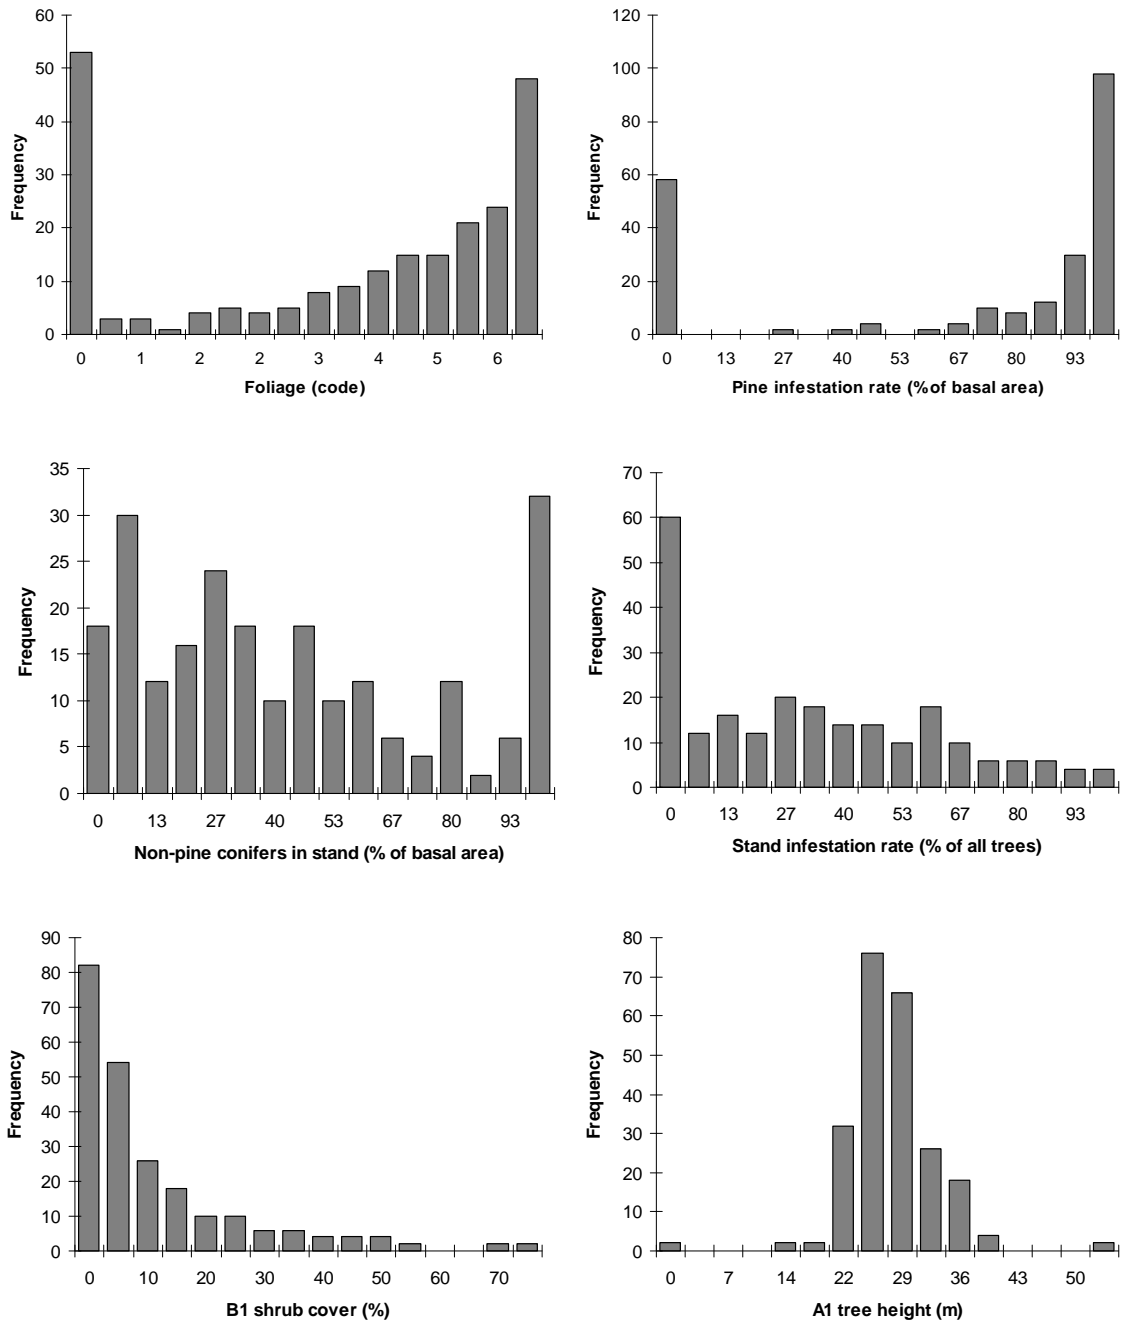 60
50
40
30
20
10
0
Frequency
0 1 2 2 3 4 5 6
Foliage (code)
120
100
80
60
40
20
0
Frequency
0 13 27 40 53 67 80 93
Pine infestation rate (% of basal area)
35
30
25
20
15
10
5
0
Frequency
0 13 27 40 53 67 80 93
Non-pine conifers in stand (% of basal area)
70
60
50
40
30
20
10
0
Frequency
0 13 27 40 53 67 80 93
Stand infestation rate (% of all trees)
90
80
70
60
50
40
30
20
10
0
Frequency
0 10 20 30 40 50 60 70
B1 shrub cover (%)
80
70
60
50
40
30
20
10
0
Frequency
0 7 14 22 29 36 43 50
A1 tree height (m)